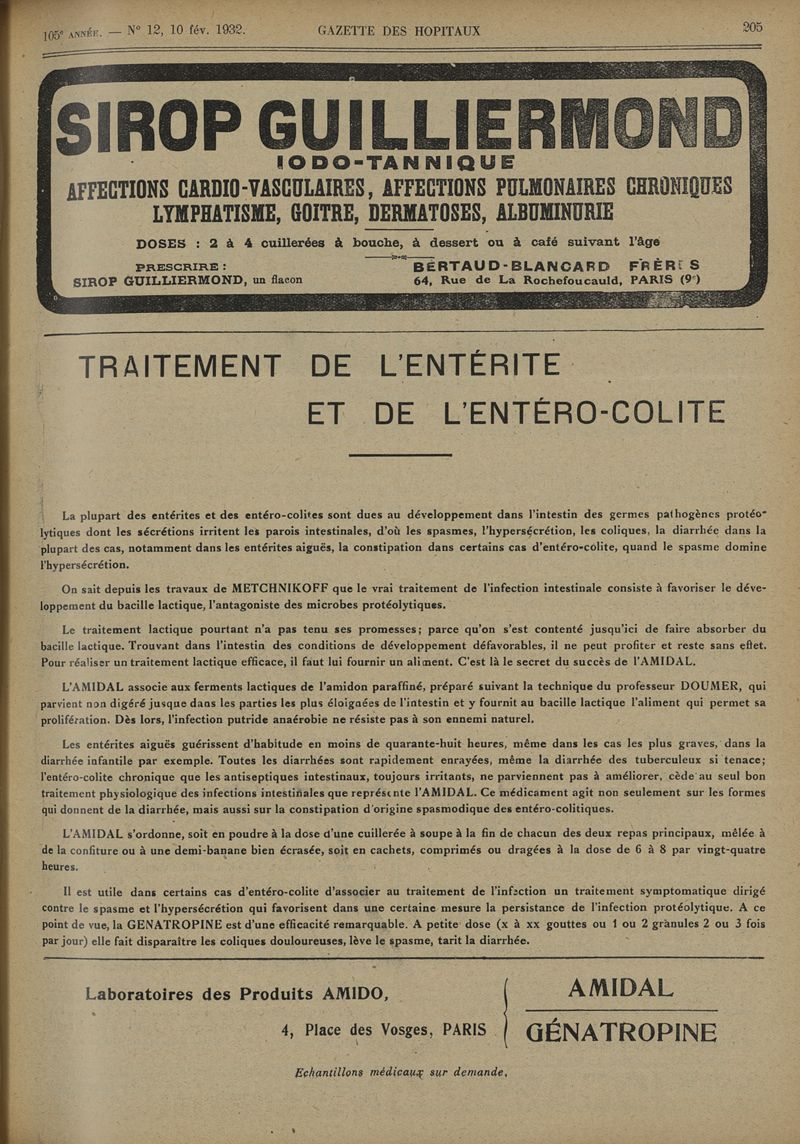 105e ANNÉE. — N° 12, 10 fév. 1932. GAZETTE DES HOPITAUX 205
SIROP GUILLIERMOND
IODO-TANNIQUE
AFFECTIONS CARDIO-VASCULAIRES, AFFECTIONS PULMONAIRES CHRONIQUES
LYMPHATISME, GOITRE, DERMATOSES, ALBUMINURIE
DOSES : 2 à 4 cuillerées à bouche, à dessert ou à café suivant l'âge
PRESCRIRE : BERTAUD-BLANCARD FRÈRES
SIROP GUILLIERMOND, un flacon 64, Rue de La Rochefoucauld, PARIS (9e)
TRAITEMENT DE L'ENTÉRITE
ET DE L'ENTÉRO-COLITE
La plupart des entérites et des entéro-colites sont dues au développement dans l'intestin des germes pathogènes protéo-
lytiques dont les sécrétions irritent les parois intestinales, d'où les spasmes, l'hypersécrétion, les coliques, la diarrhée dans la
plupart des cas, notamment dans les entérites aiguës, la constipation dans certains cas d'entéro-colite, quand le spasme domine
l'hypersécrétion.
On sait depuis les travaux de METCHNIKOFF que le vrai traitement de l'infection intestinale consiste à favoriser le déve-
loppement du bacille lactique, l'antagoniste des microbes protéolytiques.
Le traitement lactique pourtant n'a pas tenu ses promesses; parce qu'on s'est contenté jusqu'ici de faire absorber du
bacille lactique. Trouvant dans l'intestin des conditions de développement défavorables, il ne peut profiter et reste sans effet.
Pour réaliser un traitement lactique efficace, il faut lui fournir un aliment. C'est là le secret du succès de l'AMIDAL.
L'AMIDAL associe aux ferments lactiques de l'amidon paraffiné, préparé suivant la technique du professeur DOUMER, qui
parvient non digéré jusque dans les parties les plus éloignées de l'intestin et y fournit au bacille lactique l'aliment qui permet sa
prolifération. Dès lors, l'infection putride anaérobie ne résiste pas à son ennemi naturel.
Les entérites aiguës guérissent d'habitude en moins de quarante-huit heures, même dans les cas les plus graves, dans la
diarrhée infantile par exemple. Toutes les diarrhées sont rapidement enrayées, même la diarrhée des tuberculeux si tenace;
l'entéro-colite chronique que les antiseptiques intestinaux, toujours irritants, ne parviennent pas à améliorer, cède au seul bon
traitement physiologique des infections intestinales que représente l'AMIDAL. Ce médicament agit non seulement sur les formes
qui donnent de la diarrhée, mais aussi sur la constipation d'origine spasmodique des entéro-colitiques.
L'AMIDAL s'ordonne, soit en poudre à la dose d'une cuillerée à soupe à la fin de chacun des deux repas principaux, mêlée à
de la confiture ou à une demi-banane bien écrasée, soit en cachets, comprimés ou dragées à la dose de 6 à 8 par vingt-quatre
heures.
Il est utile dans certains cas d'entéro-colite d'associer au traitement de l'infection un traitement symptomatique dirigé
contre le spasme et l'hypersécrétion qui favorisent dans une certaine mesure la persistance de l'infection protéolytique. A ce
point de vue, la GENATROPINE est d'une efficacité remarquable. A petite dose (x à xx gouttes ou 1 ou 2 granules 2 ou 3 fois
par jour) elle fait disparaître les coliques douloureuses, lève le spasme, tarit la diarrhée.
Laboratoires des Produits AMIDO,
4, Place des Vosges, PARIS
AMIDAL
GÉNATROPINE
Echantillons médicaux sur demande.